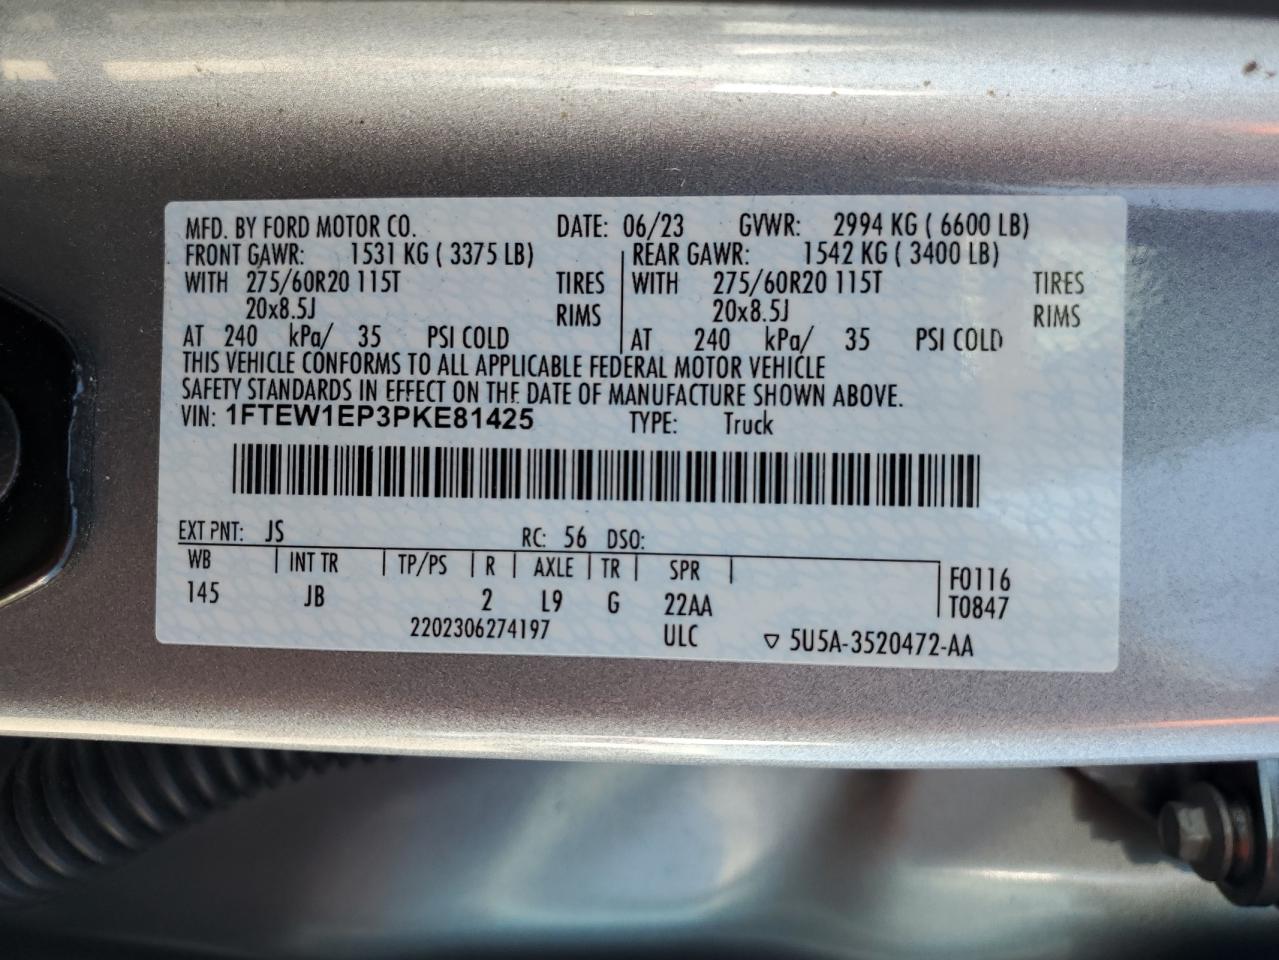 MFD. BY FORD MOTOR CO. DATE: 06/23 GVWR: 2994 KG ( 6600 LB)
FRONT GAWR: 1531 KG ( 3375 LB) REAR GAWR: 1542 KG ( 3400 LB)
WITH 275/60R20 115T TIRES WITH 275/60R20 115T TIRES
20x8.5J RIMS 20x8.5J RIMS
AT 240 kPa/ 35 PSI COLD AT 240 kPa/ 35 PSI COLD
THIS VEHICLE CONFORMS TO ALL APPLICABLE FEDERAL MOTOR VEHICLE
SAFETY STANDARDS IN EFFECT ON THE DATE OF MANUFACTURE SHOWN ABOVE.
VIN: 1FTEW1EP3PKE81425 TYPE: Truck
EXT PNT: JS RC: 56 DSO:
WB INT TR TP/PS R AXLE TR SPR F0116
145 JB 2 L9 G 22AA T0847
2202306274197 ULC ▽ 5U5A-3520472-AA